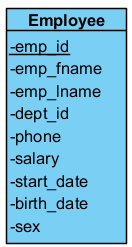 Employee
-emp_id
-emp_fname
-emp_lname
-dept_id
-phone
-salary
-start_date
-birth_date
-sex